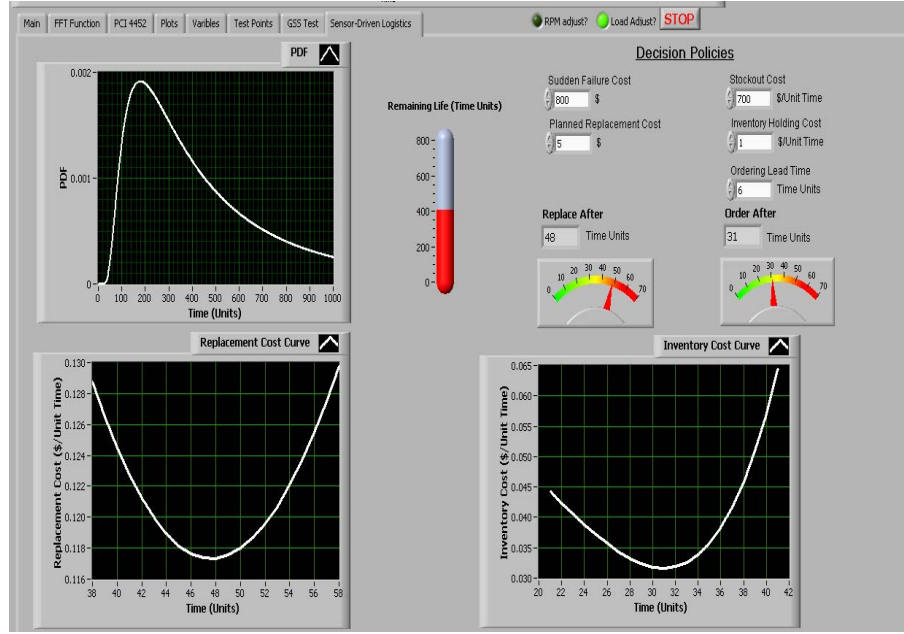 Time
Main FFT Function PCI 4452 Plots Varibles Test Points GSS Test Sensor-Driven Logistics
RPM adjust? Load Adjust? STOP
PDF
0.002
0.001
0
PDF
0 100 200 300 400 500 600 700 800 900 1000
Time (Units)
Remaining Life (Time Units)
800
600
400
200
0
Decision Policies
Sudden Failure Cost
800 $
Planned Replacement Cost
5 $
Stockout Cost
700 $/Unit Time
Inventory Holding Cost
1 $/Unit Time
Ordering Lead Time
6 Time Units
Replace After
48 Time Units
0 10 20 30 40 50 60 70
Order After
31 Time Units
0 10 20 30 40 50 60 70
Replacement Cost Curve
Replacement Cost ($/Unit Time)
0.130
0.128
0.126
0.124
0.122
0.120
0.118
0.116
38 40 42 44 46 48 50 52 54 56 58
Time (Units)
Inventory Cost Curve
Inventory Cost ($/Unit Time)
0.065
0.060
0.055
0.050
0.045
0.040
0.035
0.030
20 22 24 26 28 30 32 34 36 38 40 42
Time (Units)